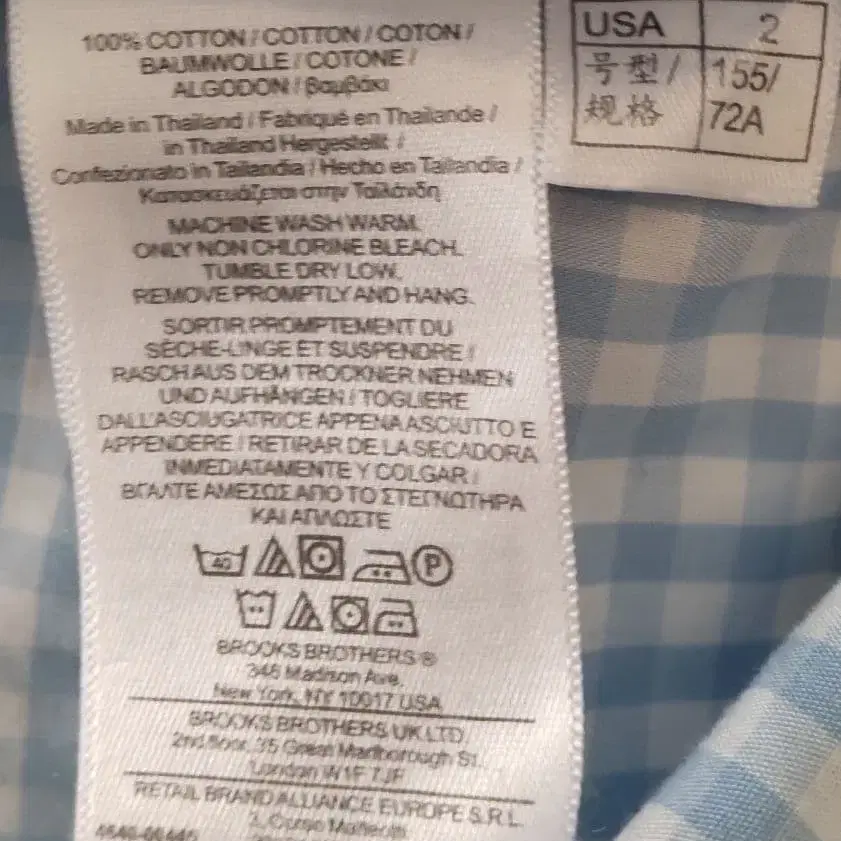 100% COTTON / COTTON / COTON /
BAUMWOLLE / COTONE /
ALGODON / βαμβάκι
Made in Thailand / Fabriqué en Thailande /
in Thailand Hergestellt /
Confezionato in Tailandia / Hecho en Tailandia /
Κατασκευάζεται στην Ταϊλάνδη
MACHINE WASH WARM.
ONLY NON CHLORINE BLEACH.
TUMBLE DRY LOW.
REMOVE PROMPTLY AND HANG.
SORTIR PROMPTEMENT DU
SÈCHE-LINGE ET SUSPENDRE /
RASCH AUS DEM TROCKNER NEHMEN
UND AUFHÄNGEN / TOGLIERE
DALL'ASCIUGATRICE APPENA ASCIUTTO E
APPENDERE / RETIRAR DE LA SECADORA
INMEDIATAMENTE Y COLGAR /
ΒΓΑΛΤΕ ΑΜΕΣΩΣ ΑΠΟ ΤΟ ΣΤΕΓΝΩΤΗΡΑ
ΚΑΙ ΑΠΛΩΣΤΕ
40 P
BROOKS BROTHERS ®
346 Madison Ave.
New York, NY 10017 USA
BROOKS BROTHERS UK LTD.
2nd floor, 35 Great Marlborough St.
London W1F 7JF
RETAIL BRAND ALLIANCE EUROPE S.R.L.
Corso Matteotti
USA 2
号型/ 155/
规格 72A